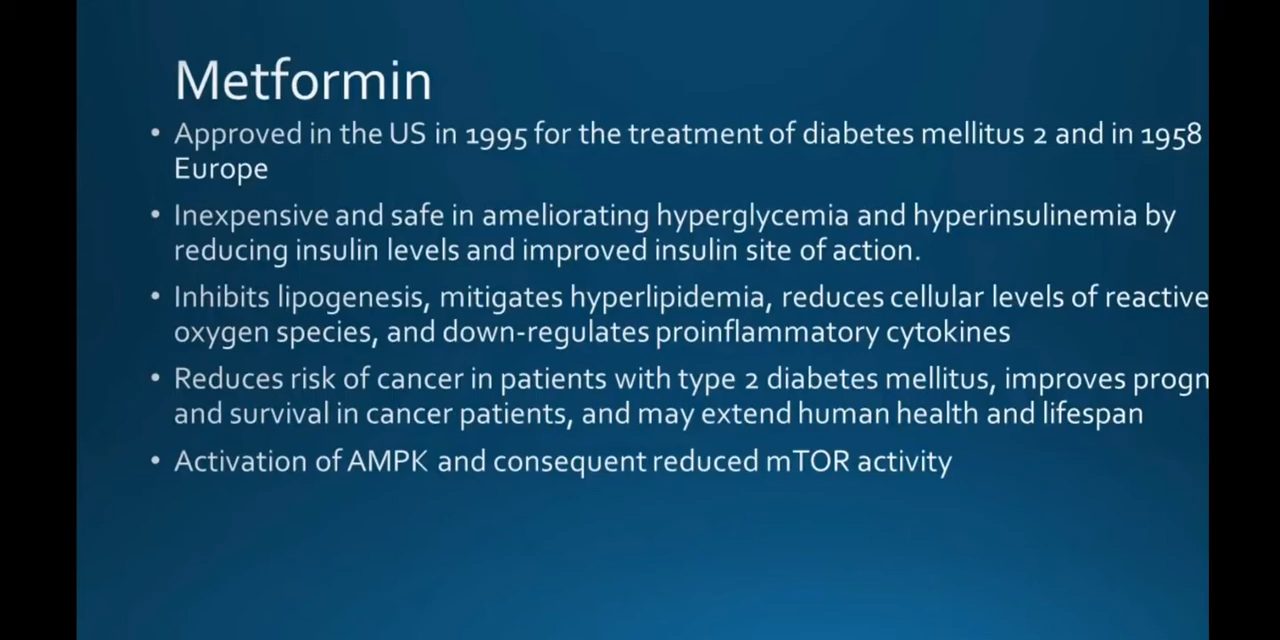 Metformin
• Approved in the US in 1995 for the treatment of diabetes mellitus 2 and in 1958
Europe
• Inexpensive and safe in ameliorating hyperglycemia and hyperinsulinemia by
reducing insulin levels and improved insulin site of action.
• Inhibits lipogenesis, mitigates hyperlipidemia, reduces cellular levels of reactive
oxygen species, and down-regulates proinflammatory cytokines
• Reduces risk of cancer in patients with type 2 diabetes mellitus, improves progn
and survival in cancer patients, and may extend human health and lifespan
• Activation of AMPK and consequent reduced mTOR activity